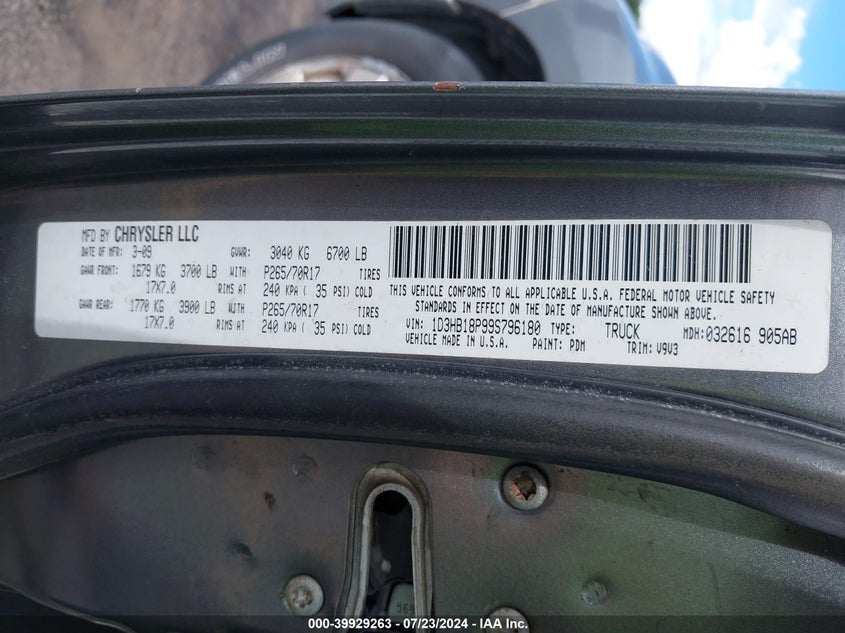 MFD BY CHRYSLER LLC
DATE OF MFR: 3-09 GVWR: 3040 KG 6700 LB
GAWR FRONT: 1679 KG 3700 LB WITH P265/70R17 TIRES
17X7.0 RIMS AT 240 KPA ( 35 PSI) COLD
GAWR REAR: 1770 KG 3900 LB WITH P265/70R17 TIRES
17X7.0 RIMS AT 240 KPA ( 35 PSI) COLD
THIS VEHICLE CONFORMS TO ALL APPLICABLE U.S.A. FEDERAL MOTOR VEHICLE SAFETY
STANDARDS IN EFFECT ON THE DATE OF MANUFACTURE SHOWN ABOVE.
VIN: 1D3HB18P99S796180 TYPE: TRUCK MDH: 032616 905AB
VEHICLE MADE IN U.S.A. PAINT: PDM TRIM: V9V3
000-39929263 - 07/23/2024 - IAA Inc.